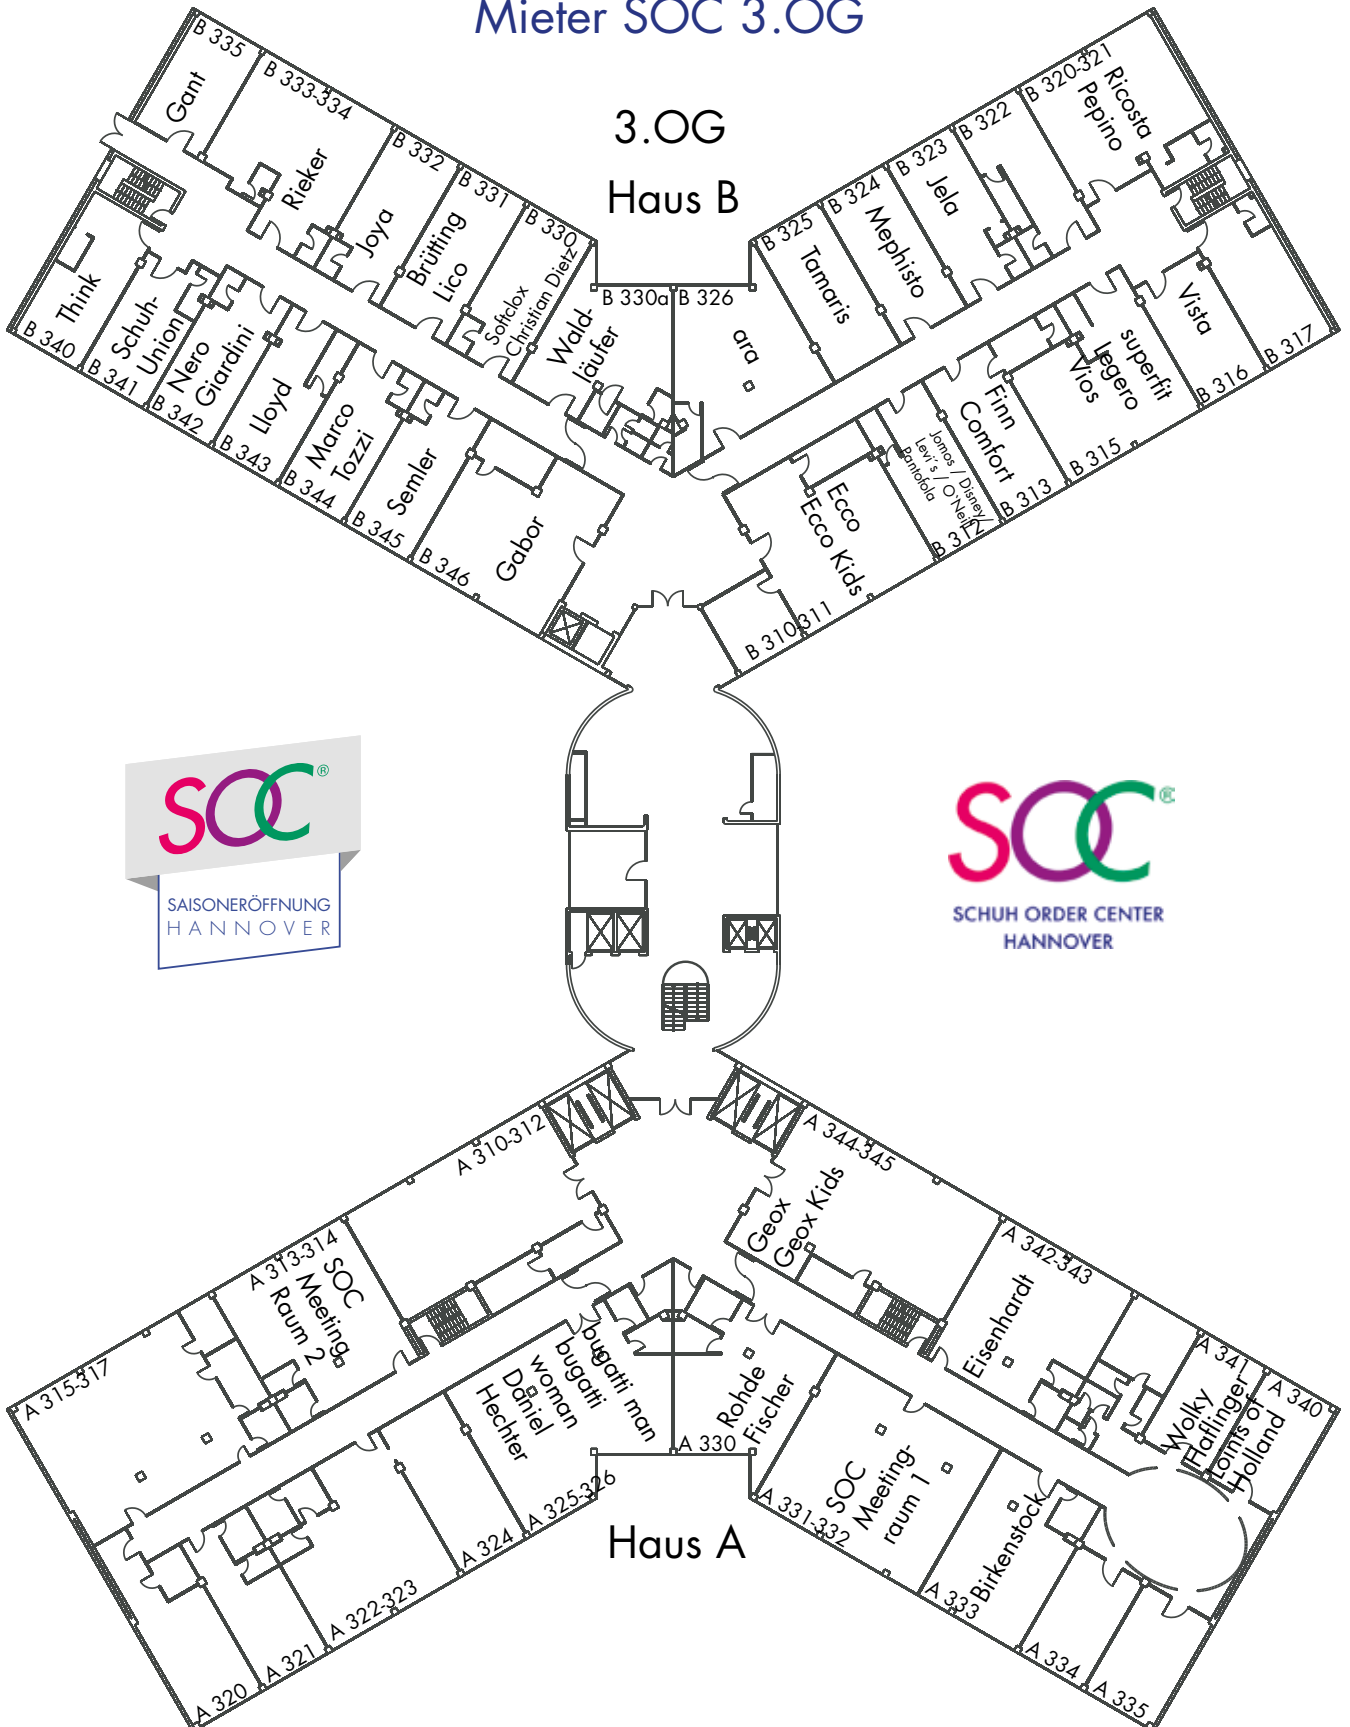 Mieter SOC 3.OG
3.OG
Haus B
B 335
Gant
B 333-334
Rieker
B 332
Joya
B 331
Brütting
Lico
B 330
Softclox
Christian Dietz
B 330a
Wald-
läufer
B 326
ara
B 325
Tamaris
B 324
Mephisto
B 323
Jela
B 322
B 320-321
Ricosta
Pepino
Think
B 340
Schuh-
Union
B 341
Nero
Giardini
B 342
Lloyd
B 343
Marco
Tozzi
B 344
Semler
B 345
Gabor
B 346
Ecco
Ecco Kids
B 310-311
Jomos / Disney/
Levi´s / O´Neill
Pantofola
B 312
Finn
Comfort
B 313
superfit
Legero
Vios
B 315
Vista
B 316
B 317
SOC®
SAISONERÖFFNUNG
HANNOVER
SOC®
SCHUH ORDER CENTER
HANNOVER
A 310-312
A 313-314
SOC
Meeting
Raum 2
A 315-317
A 344-345
Geox
Geox Kids
A 342-343
Eisenhardt
A 341
Wolky
Haflinger
A 340
Loints of
Holland
bugatti man
bugatti
woman
Daniel
Hechter
A 325-326
A 324
A 322-323
A 321
A 320
Rohde
Fischer
A 330
A 331-332
SOC
Meeting-
raum 1
Birkenstock
A 333
A 334
A 335
Haus A